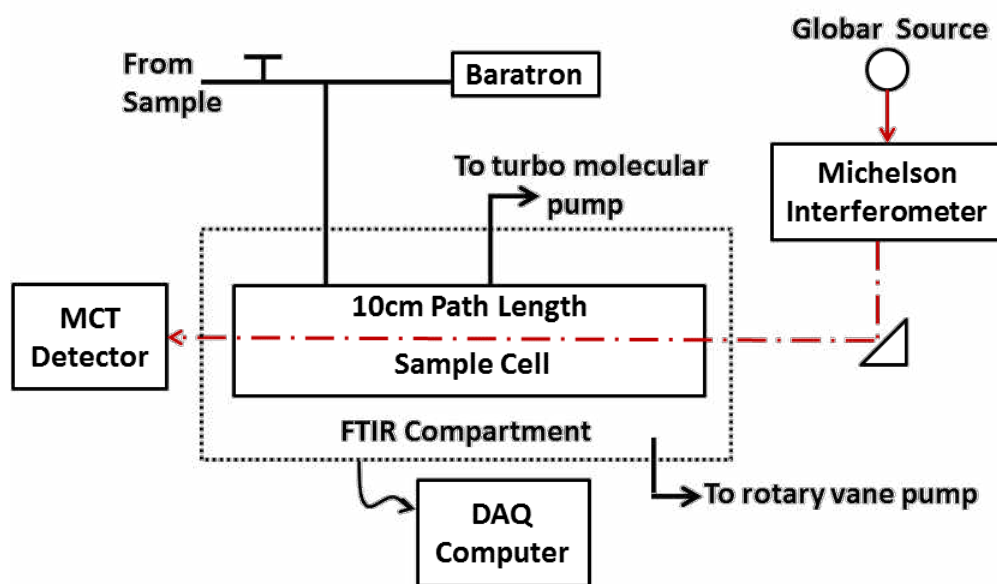 Globar Source
From
Sample
Baratron
Michelson
Interferometer
To turbo molecular
pump
10cm Path Length
Sample Cell
MCT
Detector
FTIR Compartment
To rotary vane pump
DAQ
Computer